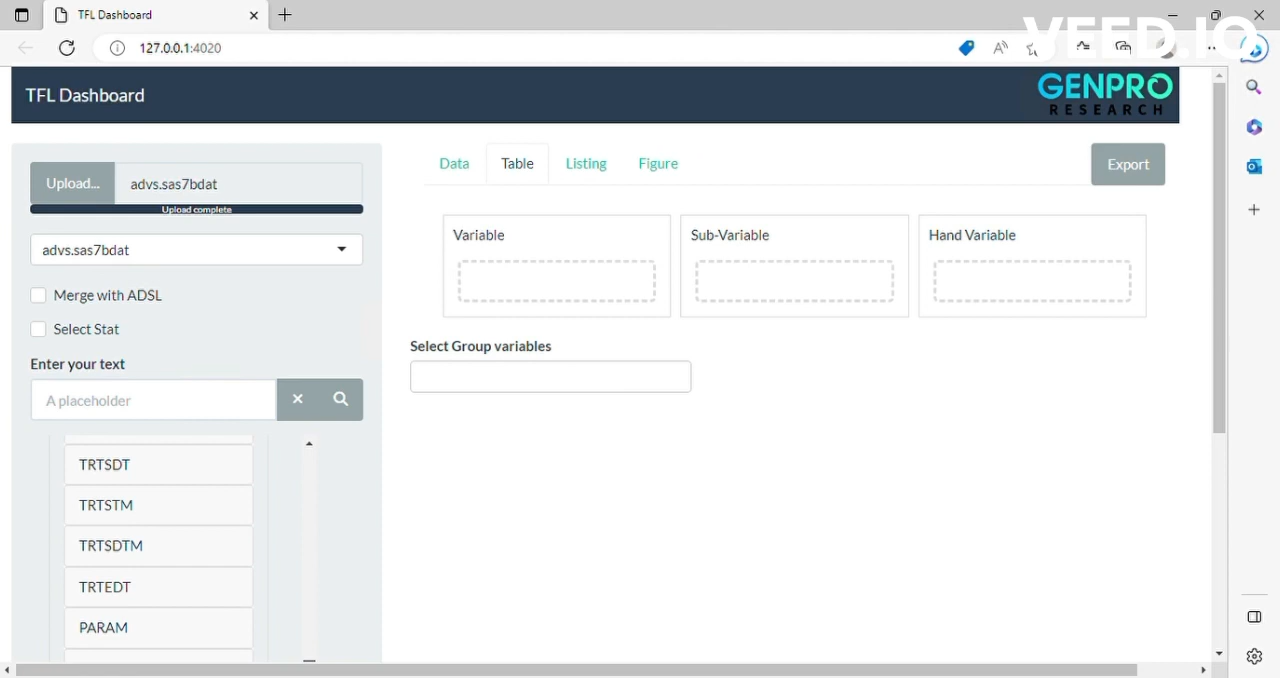 TFL Dashboard
127.0.0.1:4020
VEED.IO
TFL Dashboard
GENPRO
RESEARCH
Upload...
advs.sas7bdat
Upload complete
advs.sas7bdat
Merge with ADSL
Select Stat
Enter your text
A placeholder
TRTSDT
TRTSTM
TRTSDTM
TRTEDT
PARAM
Data
Table
Listing
Figure
Export
Variable
Sub-Variable
Hand Variable
Select Group variables